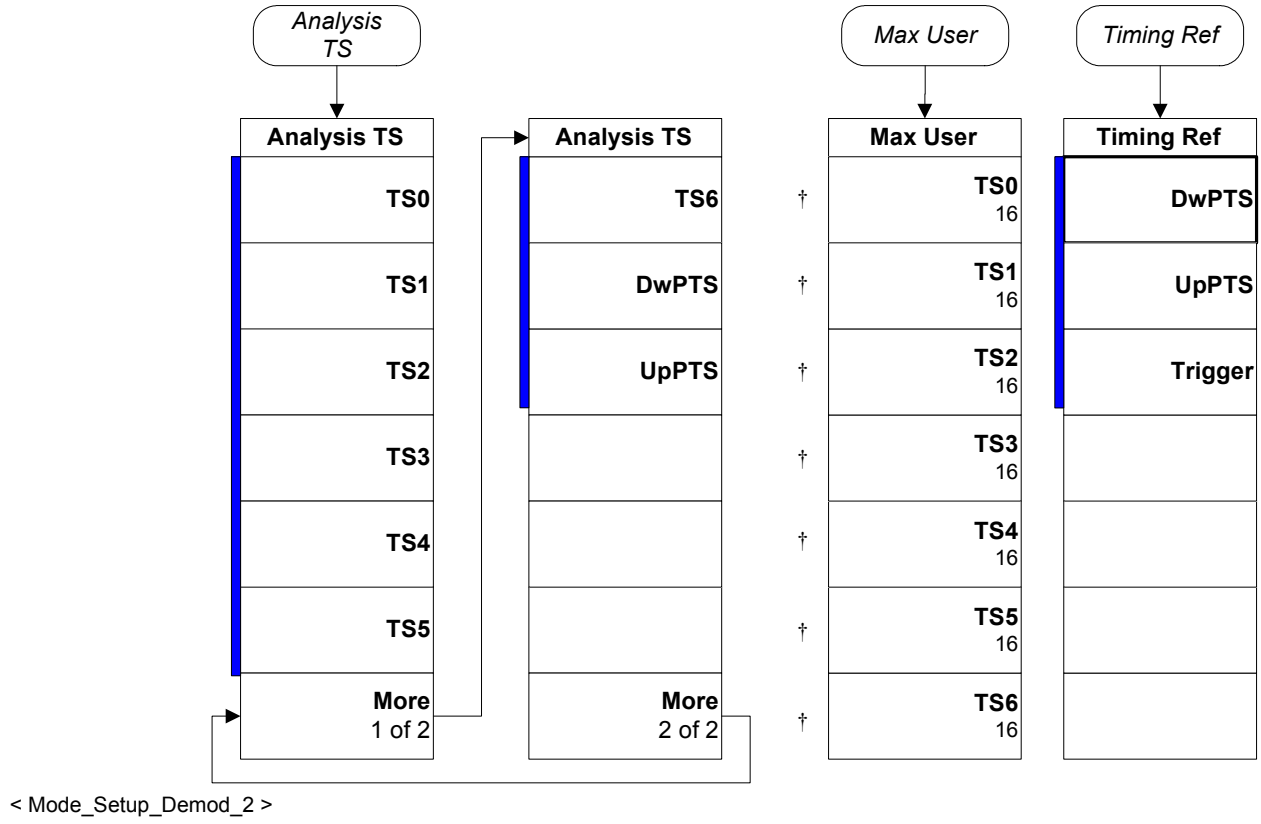 Analysis
TS
Max User
Timing Ref
Analysis TS
TS0
TS1
TS2
TS3
TS4
TS5
More
1 of 2
Analysis TS
TS6
DwPTS
UpPTS
More
2 of 2
Max User
† TS0
16
† TS1
16
† TS2
16
† TS3
16
† TS4
16
† TS5
16
† TS6
16
Timing Ref
DwPTS
UpPTS
Trigger
< Mode_Setup_Demod_2 >